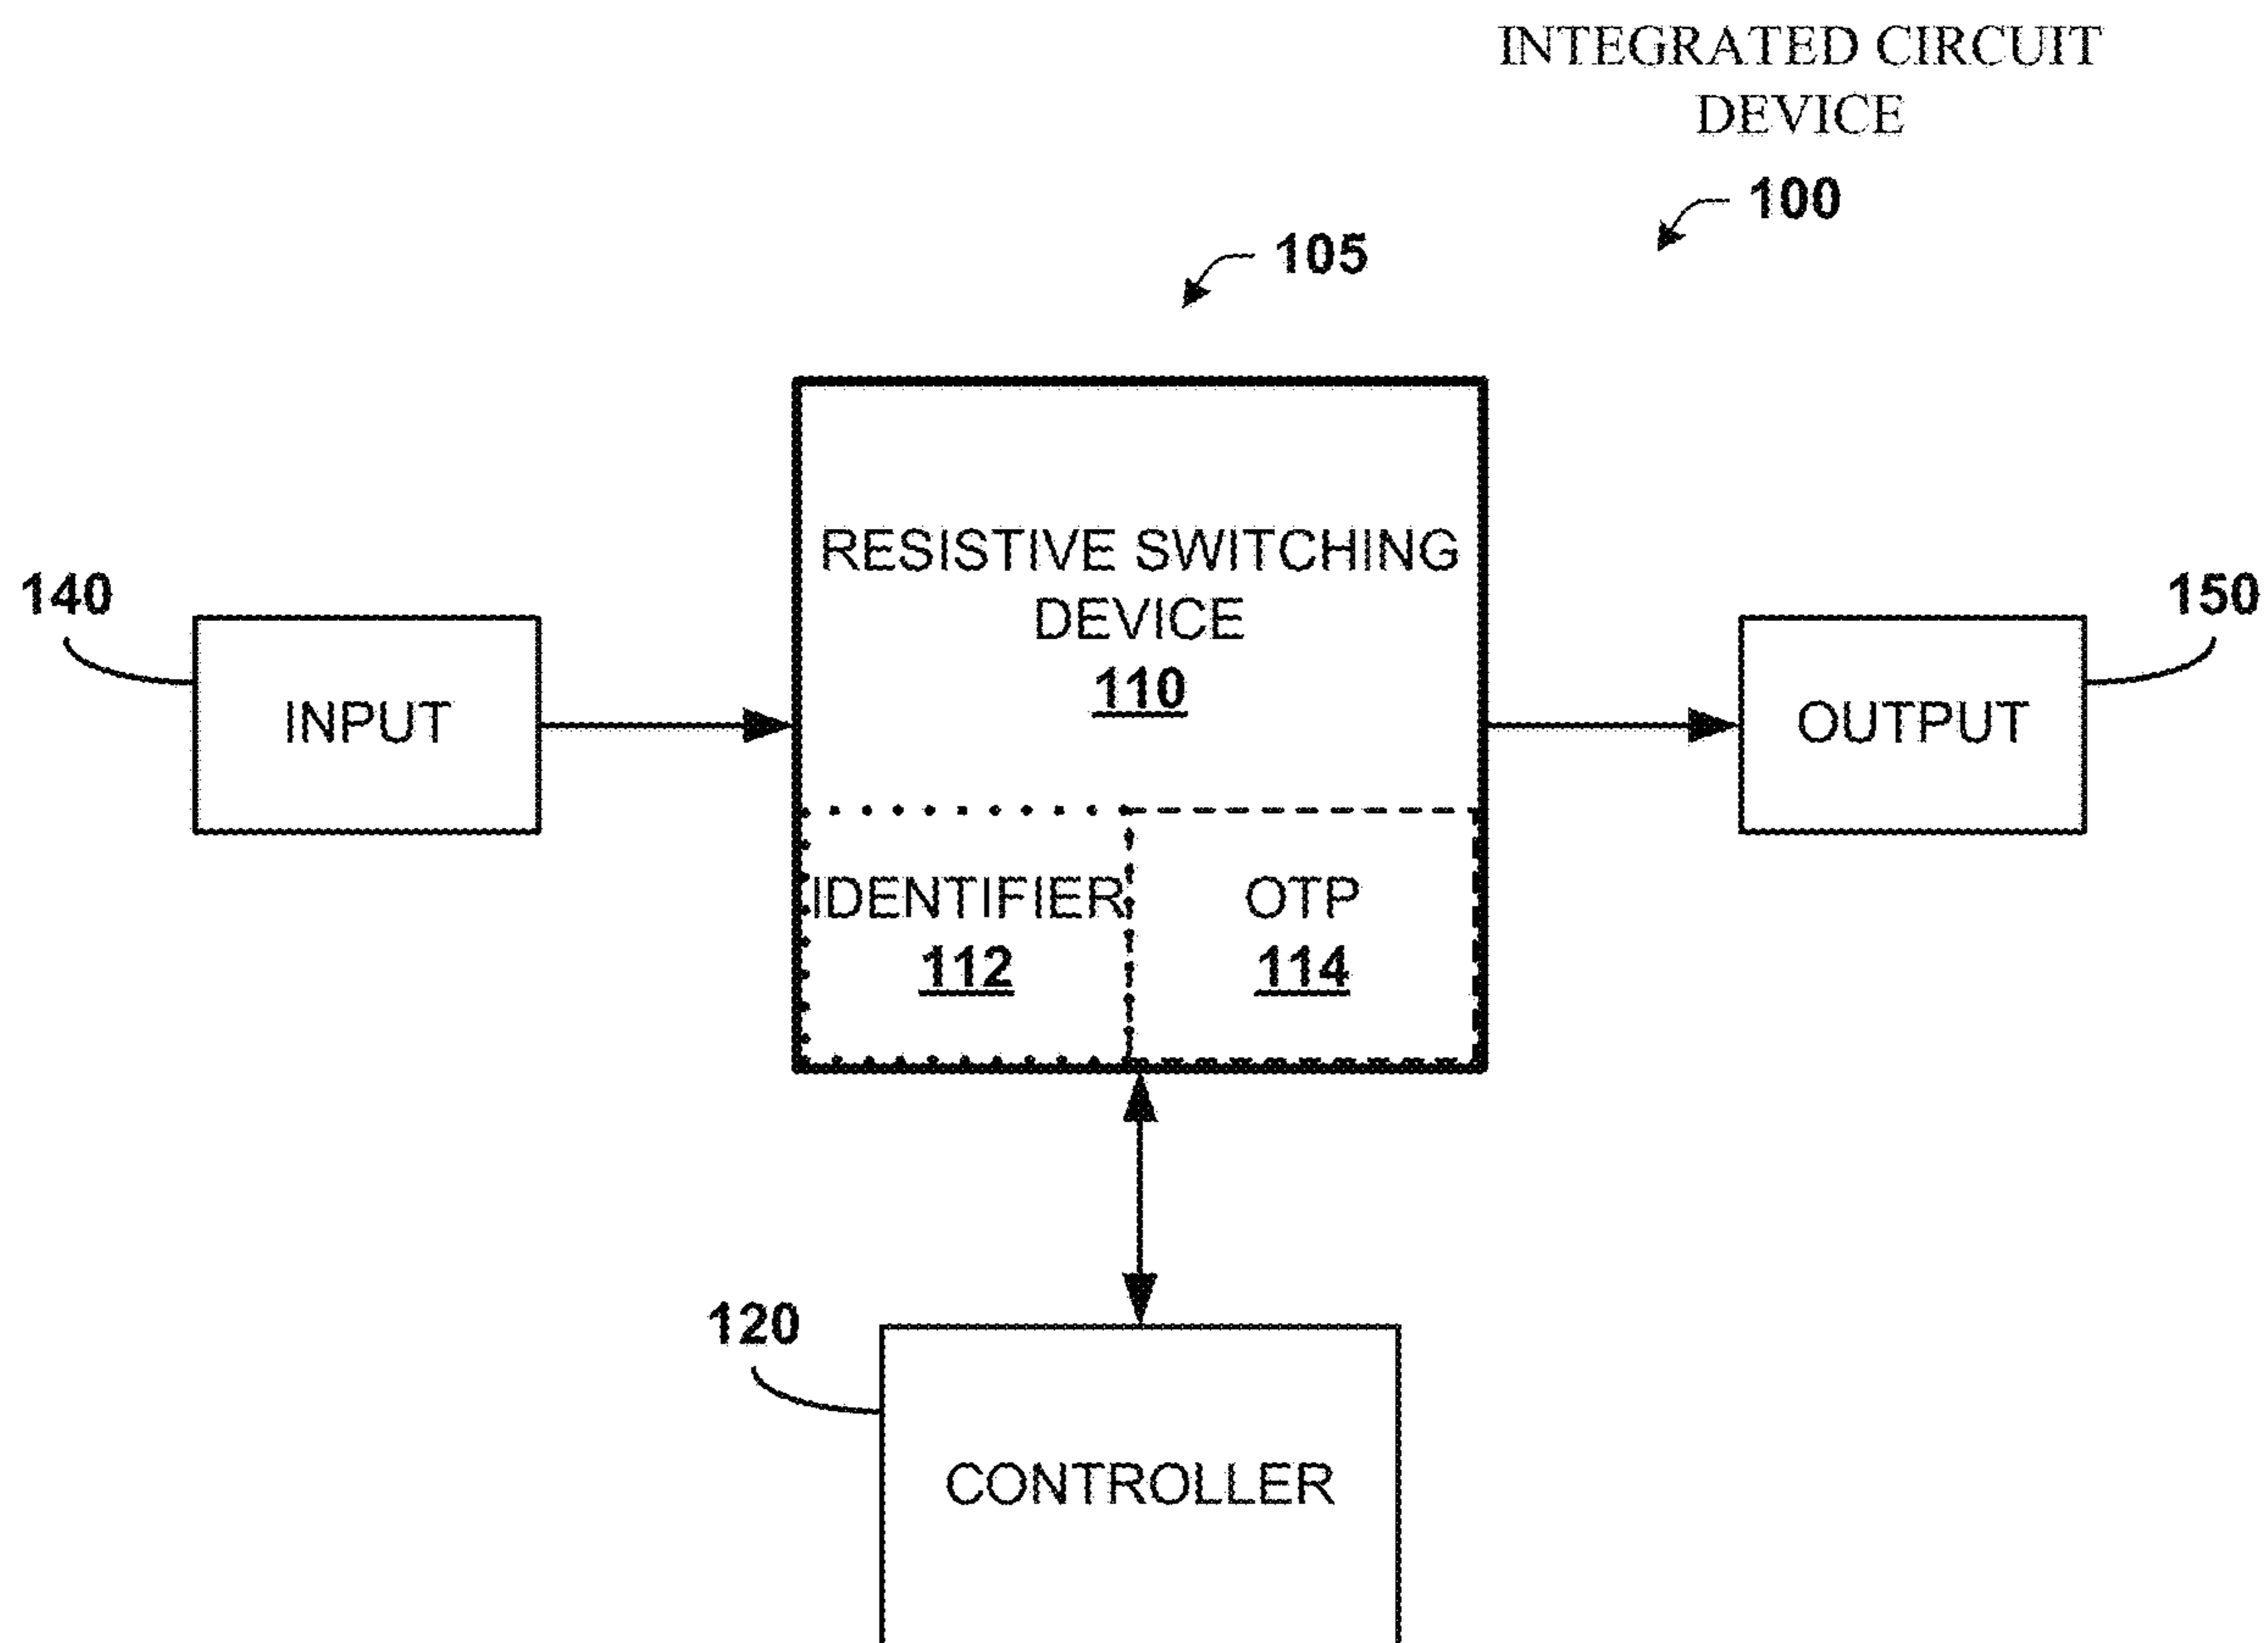 INTEGRATED CIRCUIT
DEVICE
100
105
RESISTIVE SWITCHING
DEVICE
110
140
INPUT
150
OUTPUT
IDENTIFIER
112
OTP
114
120
CONTROLLER